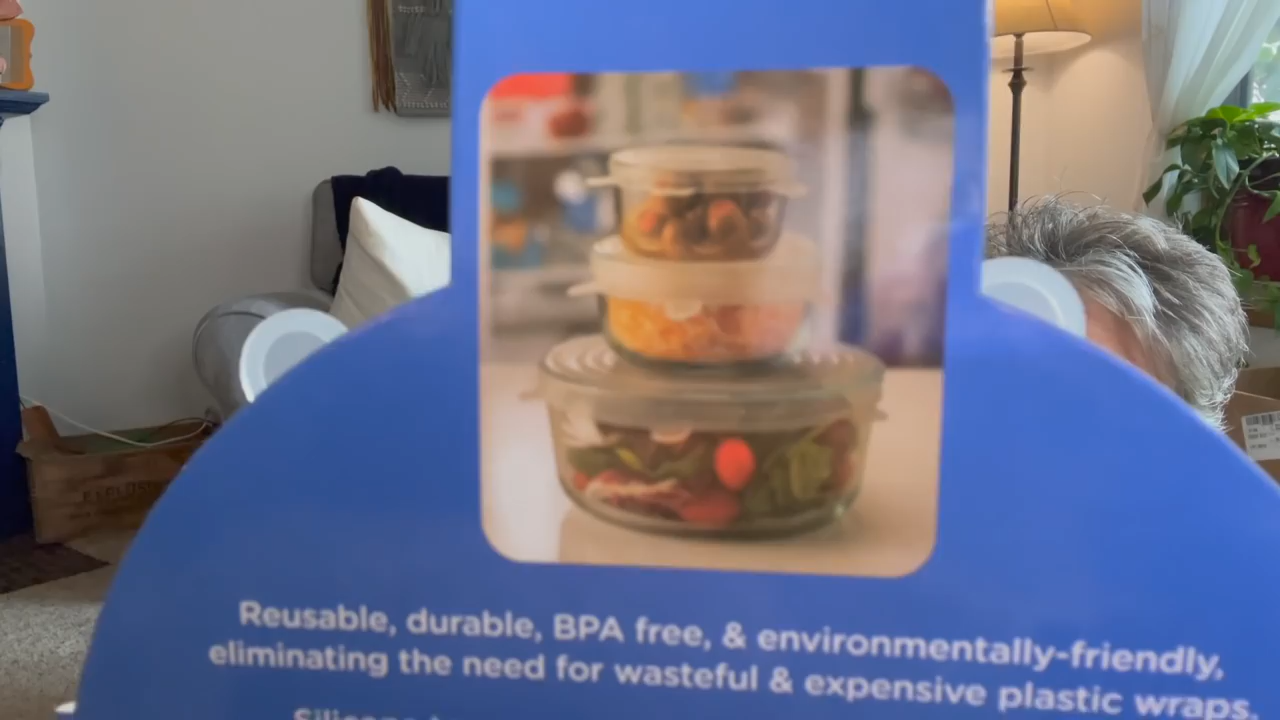 Reusable, durable, BPA free, & environmentally-friendly,
eliminating the need for wasteful & expensive plastic wraps.